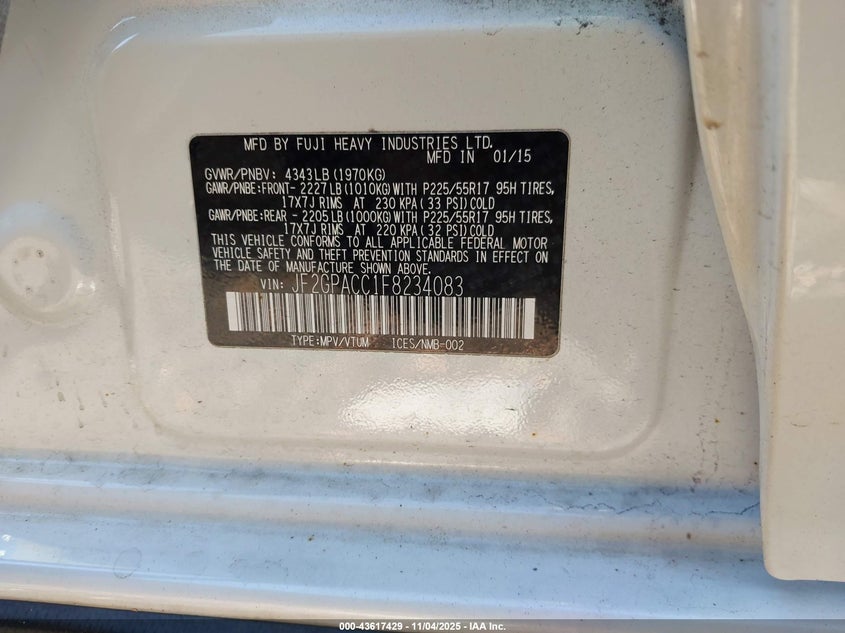 MFD BY FUJI HEAVY INDUSTRIES LTD.
MFD IN 01/15
GVWR/PNBV: 4343LB (1970KG)
GAWR/PNBE:FRONT- 2227LB (1010KG) WITH P225/55R17 95H TIRES,
17X7J RIMS AT 230 KPA ( 33 PSI) COLD
GAWR/PNBE:REAR - 2205LB (1000KG) WITH P225/55R17 95H TIRES,
17X7J RIMS AT 220 KPA ( 32 PSI) COLD
THIS VEHICLE CONFORMS TO ALL APPLICABLE FEDERAL MOTOR
VEHICLE SAFETY AND THEFT PREVENTION STANDARDS IN EFFECT ON
THE DATE OF MANUFACTURE SHOWN ABOVE.
VIN: JF2GPACC1F8234083
TYPE:MPV/VTUM ICES/NMB-002
000-43617429 - 11/04/2025 - IAA Inc.